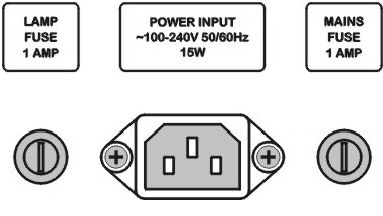 LAMP
FUSE
1 AMP
POWER INPUT
~100-240V 50/60Hz
15W
MAINS
FUSE
1 AMP